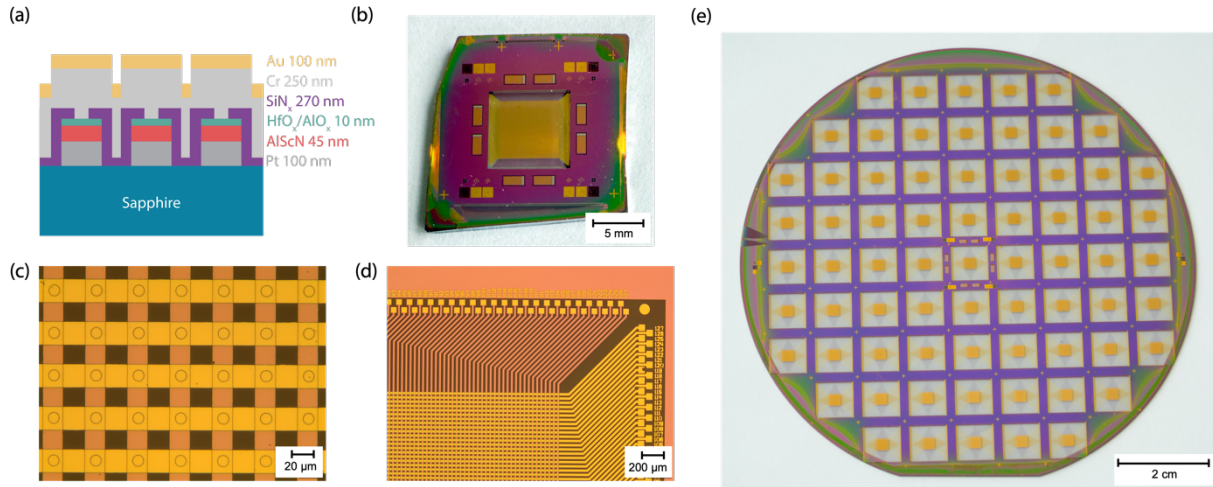 (a)
Au 100 nm
Cr 250 nm
SiNₓ 270 nm
HfOₓ/AlOₓ 10 nm
AlScN 45 nm
Pt 100 nm
Sapphire
(b)
5 mm
(c)
20 μm
(d)
200 μm
(e)
2 cm